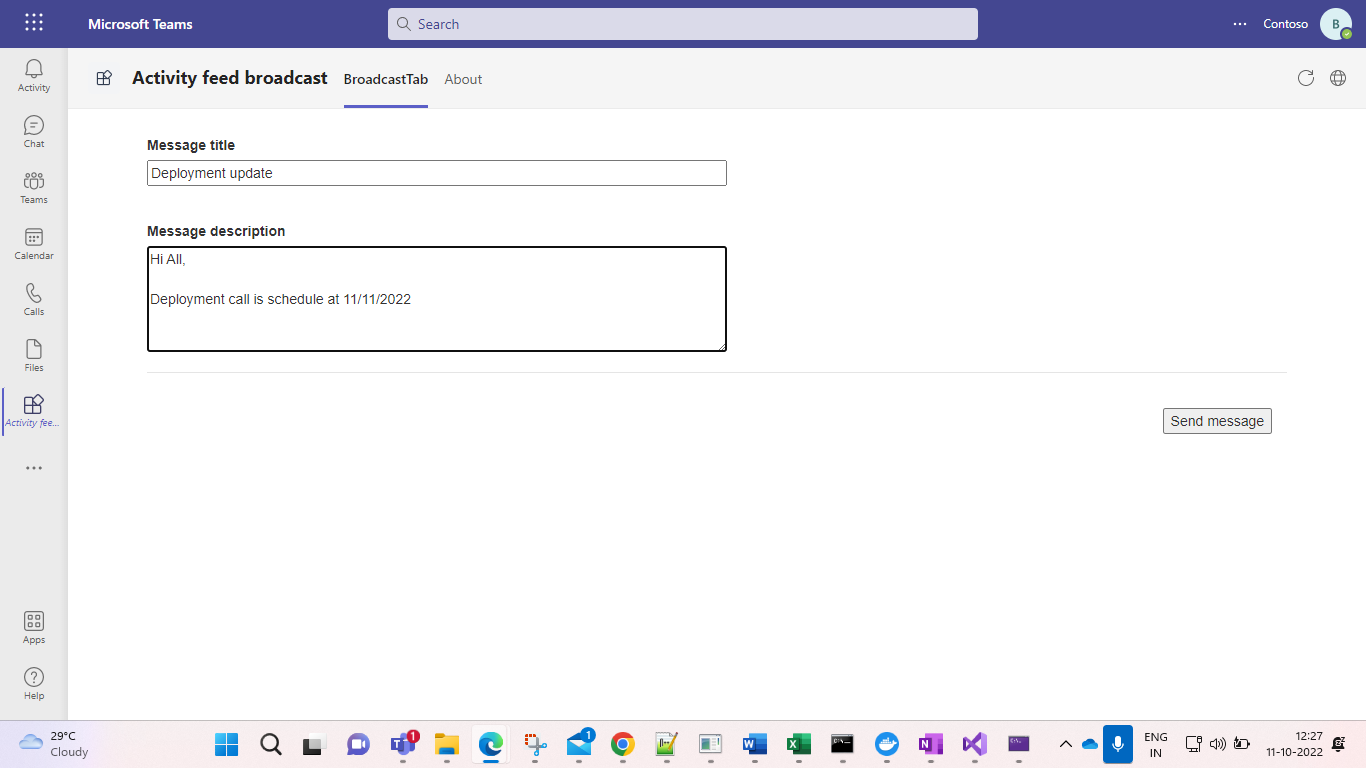 Microsoft Teams
Search
Contoso
B
Activity
Chat
Teams
Calendar
Calls
Files
Activity fee...
Apps
Help
Activity feed broadcast
BroadcastTab
About
Message title
Deployment update
Message description
Hi All,
Deployment call is schedule at 11/11/2022
Send message
29°C
Cloudy
1
1
ENG
IN
12:27
11-10-2022